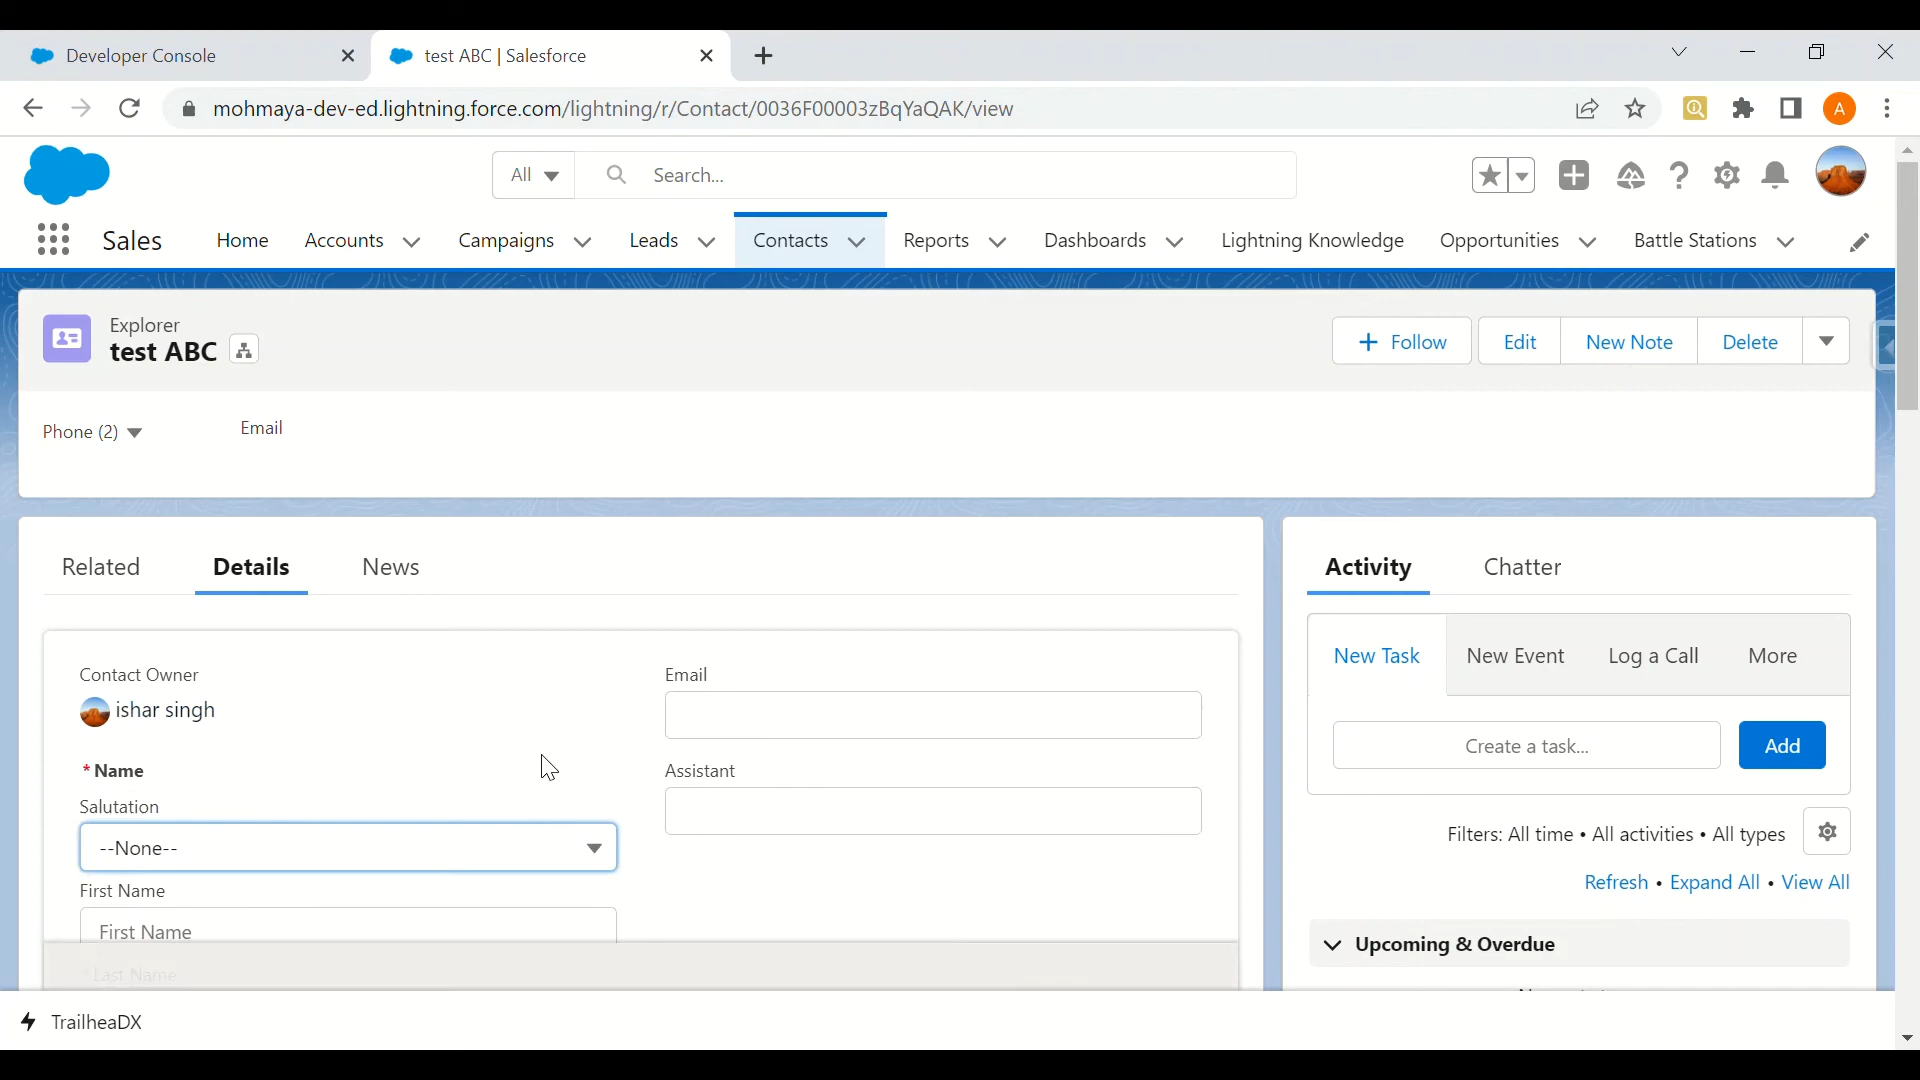 Developer Console
test ABC | Salesforce
mohmaya-dev-ed.lightning.force.com/lightning/r/Contact/0036F00003zBqYaQAK/view
A
All
Search...
Sales
Home
Accounts
Campaigns
Leads
Contacts
Reports
Dashboards
Lightning Knowledge
Opportunities
Battle Stations
Explorer
test ABC
+ Follow
Edit
New Note
Delete
Phone (2)
Email
Related
Details
News
Contact Owner
ishar singh
* Name
Salutation
--None--
First Name
First Name
* Last Name
Email
Assistant
Activity
Chatter
New Task
New Event
Log a Call
More
Create a task...
Add
Filters: All time • All activities • All types
Refresh • Expand All • View All
Upcoming & Overdue
TrailheaDX